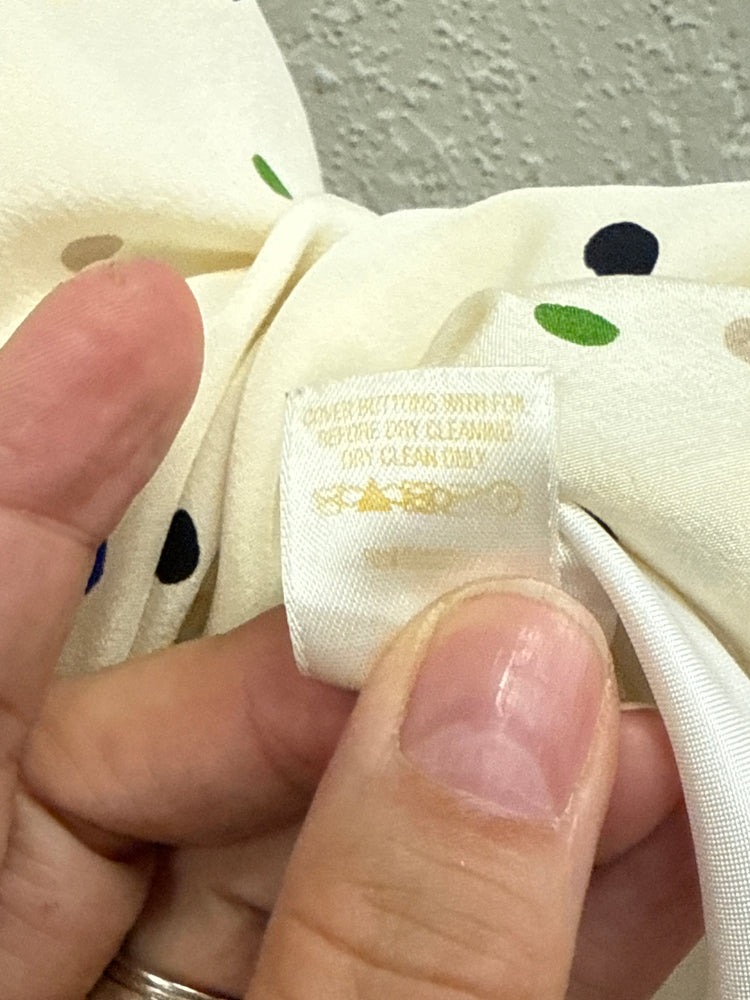 COVER BUTTONS WITH FOIL
BEFORE DRY CLEANING
DRY CLEAN ONLY